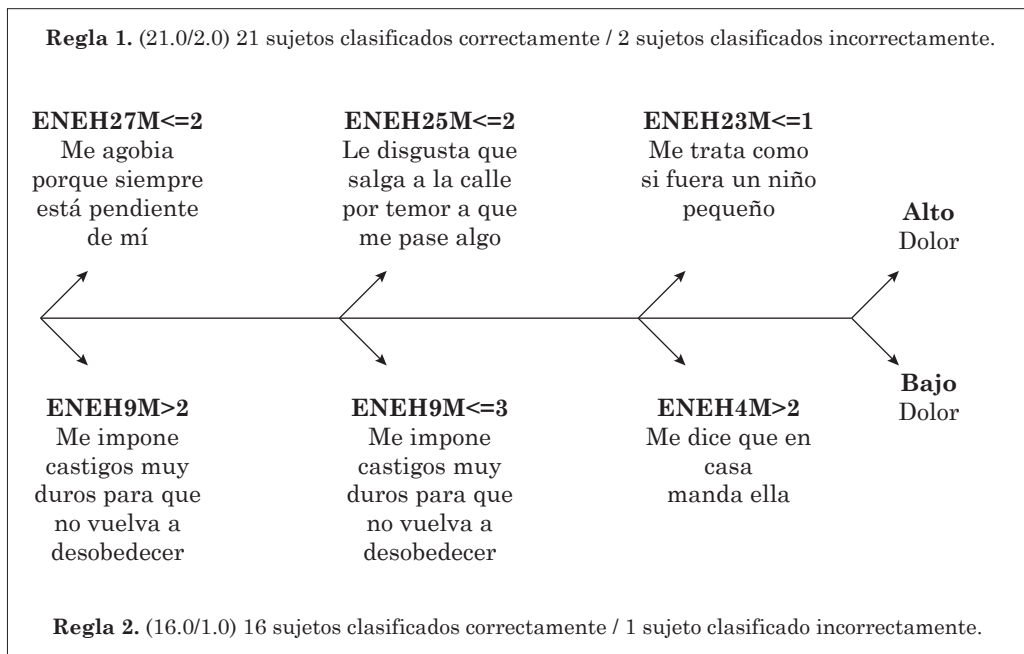 Regla 1. (21.0/2.0) 21 sujetos clasificados correctamente / 2 sujetos clasificados incorrectamente.
ENEH27M<=2
Me agobia
porque siempre
está pendiente
de mí
ENEH25M<=2
Le disgusta que
salga a la calle
por temor a que
me pase algo
ENEH23M<=1
Me trata como
si fuera un niño
pequeño
Alto
Dolor
ENEH9M>2
Me impone
castigos muy
duros para que
no vuelva a
desobedecer
ENEH9M<=3
Me impone
castigos muy
duros para que
no vuelva a
desobedecer
ENEH4M>2
Me dice que en
casa
manda ella
Bajo
Dolor
Regla 2. (16.0/1.0) 16 sujetos clasificados correctamente / 1 sujeto clasificado incorrectamente.